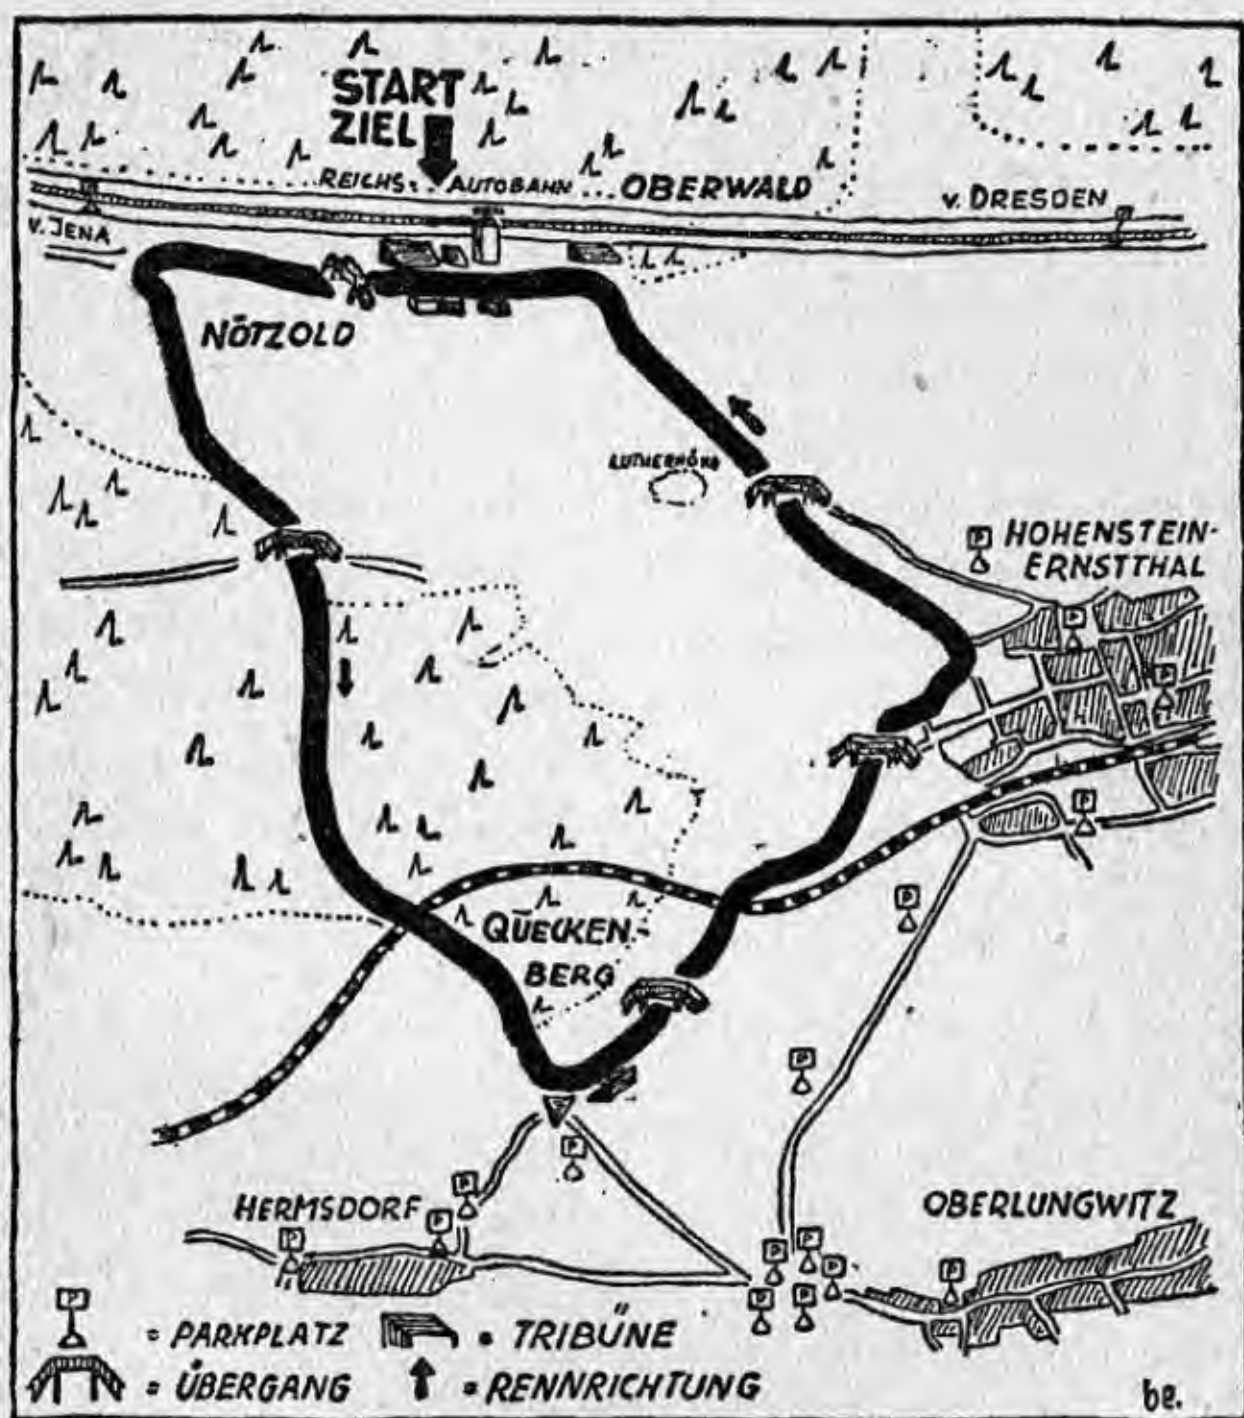 START
ZIEL
REICHS- AUTOBAHN OBERWALD
v. DRESDEN
v. JENA
NÖTZOLD
P
HOHENSTEIN-
ERNSTTHAL
P
P
P
P
QUECKEN-
BERG
P
P
P
HERMSDORF
P
P
OBERLUNGWITZ
P
P
P
P
P
P
P = PARKPLATZ
= TRIBÜNE
= ÜBERGANG
= RENNRICHTUNG
be.